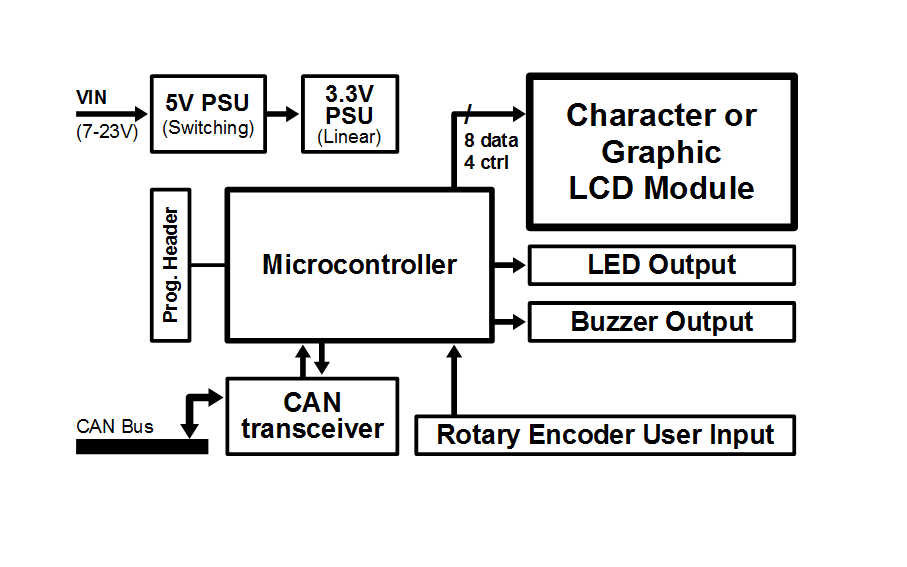 VIN
(7-23V)
5V PSU
(Switching)
3.3V
PSU
(Linear)
/
8 data
4 ctrl
Character or
Graphic
LCD Module
Prog. Header
Microcontroller
LED Output
Buzzer Output
CAN Bus
CAN
transceiver
Rotary Encoder User Input